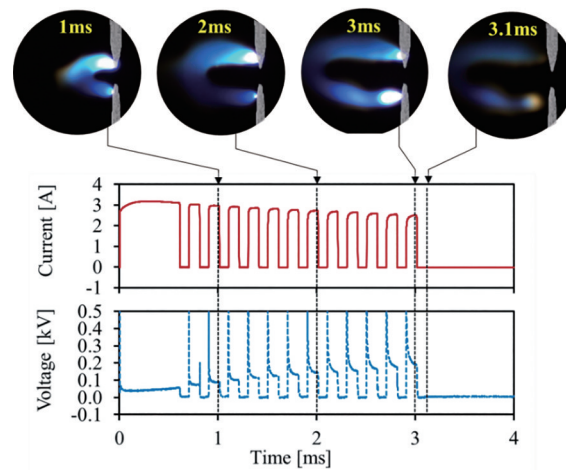 1ms
2ms
3ms
3.1ms
Current [A]
4
3
2
1
0
-1
Voltage [kV]
0.5
0.4
0.3
0.2
0.1
0.0
-0.1
0 1 2 3 4
Time [ms]